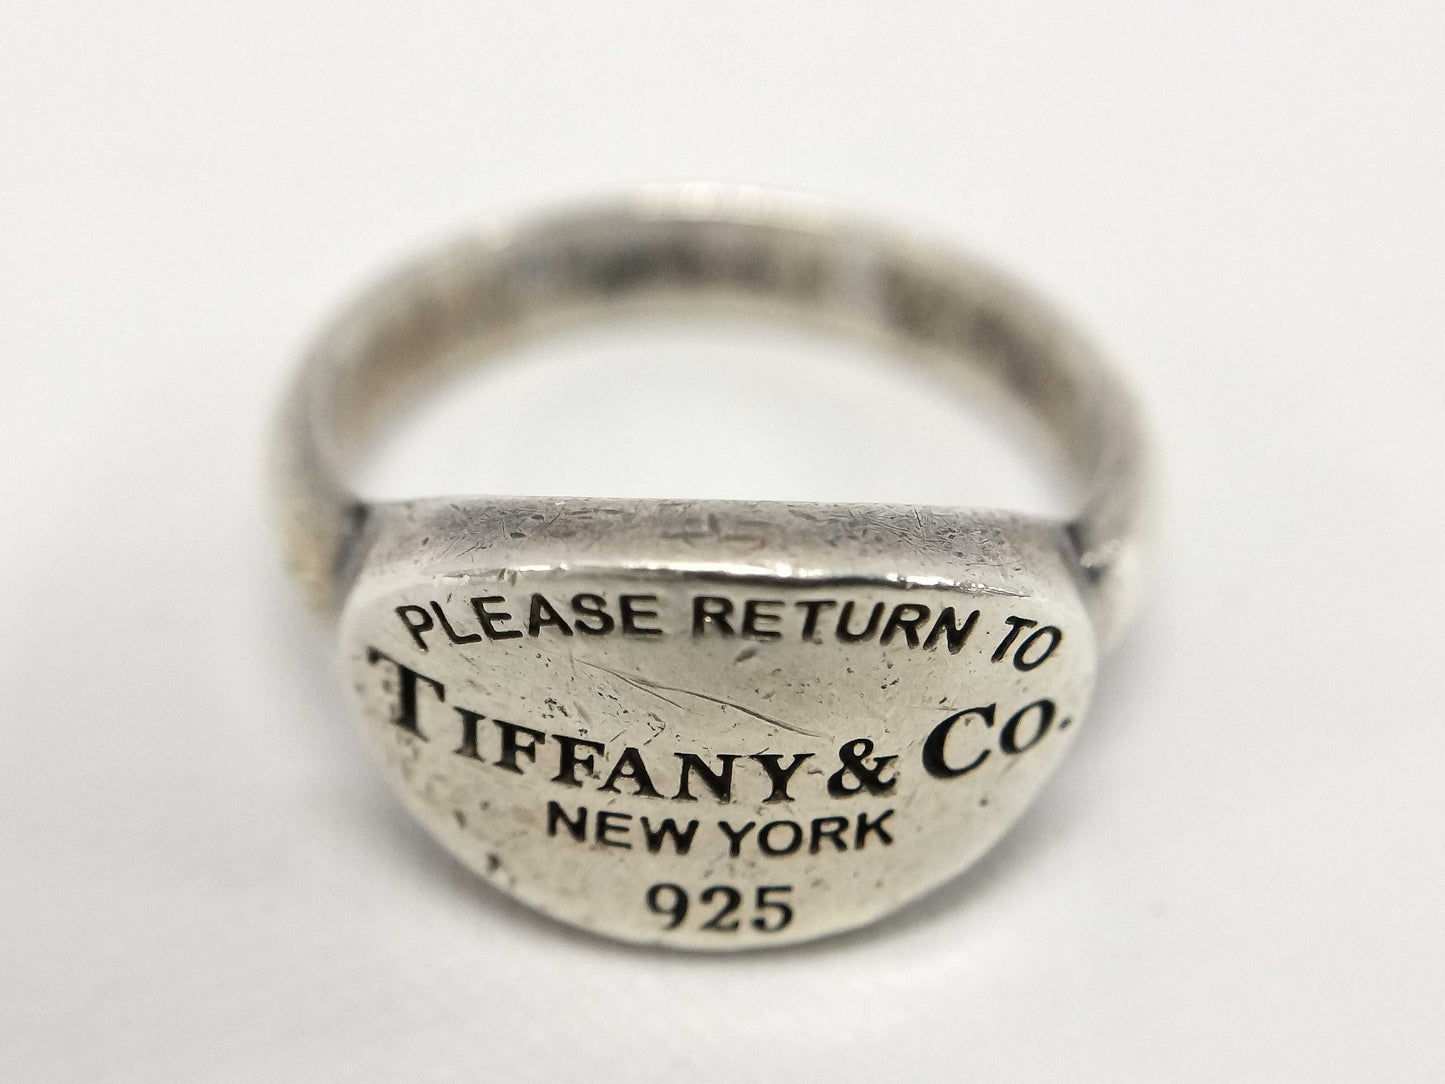 PLEASE RETURN TO
TIFFANY & CO.
NEW YORK
925